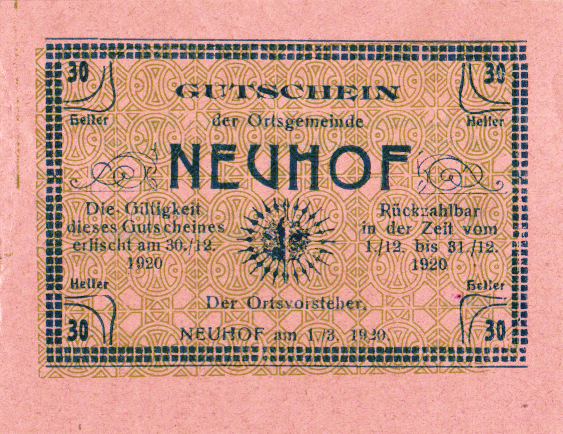 30 30
Heller Heller
GUTSCHEIN
der Ortsgemeinde
NEUHOF
Die Gültigkeit
dieses Gutscheines
erlischt am 30./12.
1920
Rückzahlbar
in der Zeit vom
1./12. bis 31./12.
1920
Der Ortsvorsteher,
NEUHOF am 1./3. 1920.
Heller Heller
30 30